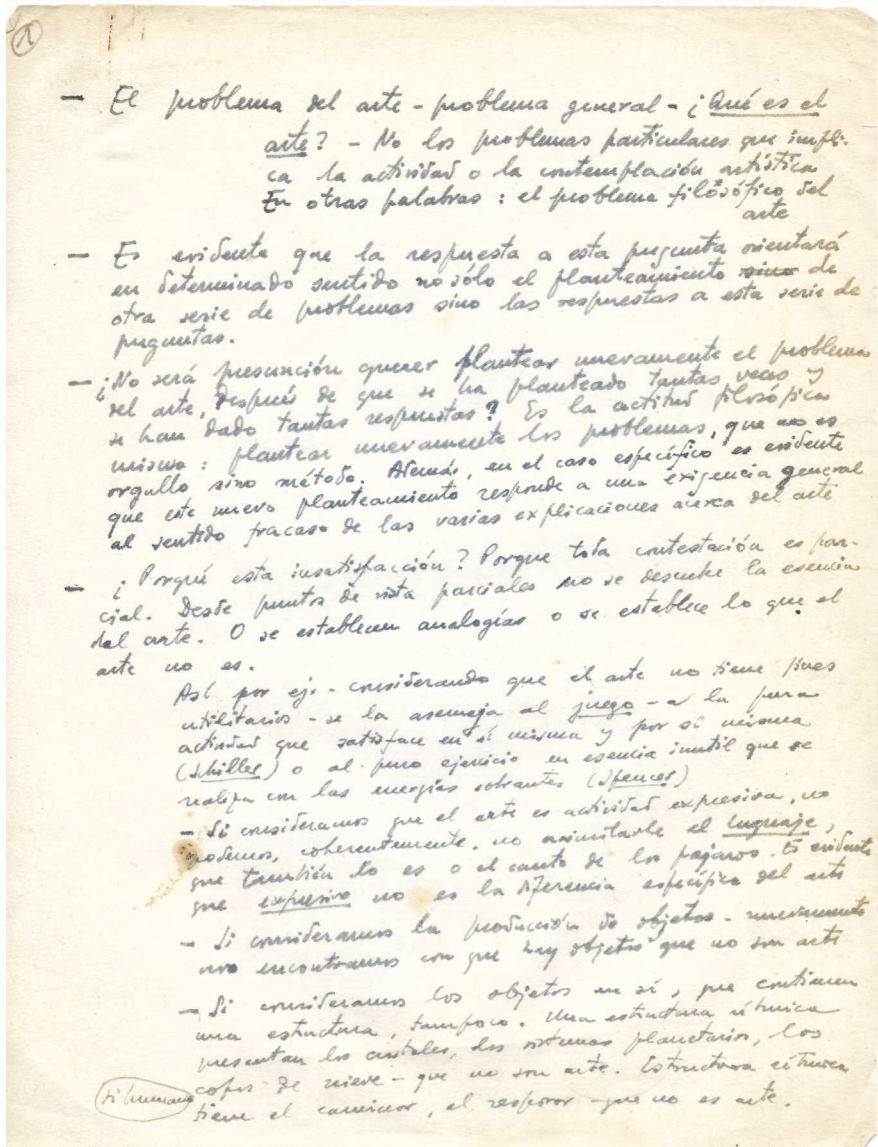 1
— El problema del arte - problema general - ¿Qué es el
arte? - No los problemas particulares que impli-
ca la actividad o la contemplación artística
En otras palabras: el problema filosófico del
arte
— Es evidente que la respuesta a esta pregunta orientará
en determinado sentido no sólo el planteamiento sino de
otra serie de problemas sino las respuestas a esta serie de
preguntas.
— ¿No será presunción querer plantear nuevamente el problema
del arte, después de que se ha planteado tantas veces y
se han dado tantas respuestas? Es la actitud filosófica
misma: plantear nuevamente los problemas, que no es
orgullo sino método. Además, en el caso específico es evidente
que este nuevo planteamiento responde a una exigencia general
al sentido fracaso de las varias explicaciones acerca del arte
— ¿Porqué esta insatisfacción? Porque toda contestación es par-
cial. Desde puntos de vista parciales no se descubre la esencia
del arte. O se establecen analogías o se establece lo que el
arte no es.
Así por ej. - considerando que el arte no tiene fines
utilitarios - se la asemeja al juego - a la pura
actividad que satisface en sí misma y por sí misma
(Schiller) o al puro ejercicio en esencia inutil que se
realiza con las energías sobrantes (Spencer)
- Si consideramos que el arte es actividad expresiva, no
podemos, coherentemente, no asimilarle el lenguaje,
que también lo es o el canto de los pájaros. Es evidente
que expresivo no es la diferencia específica del arte
- Si consideramos la producción de objetos - nuevamente
nos encontramos con que hay objetos que no son arte
- Si consideramos los objetos en sí, que contienen
una estructura, tampoco. Una estructura rítmica
presentan los cristales, los sistemas planetarios, los
copos de nieve - que no son arte. Estructura rítmica
tiene el caminar, el respirar - que no es arte.
humano